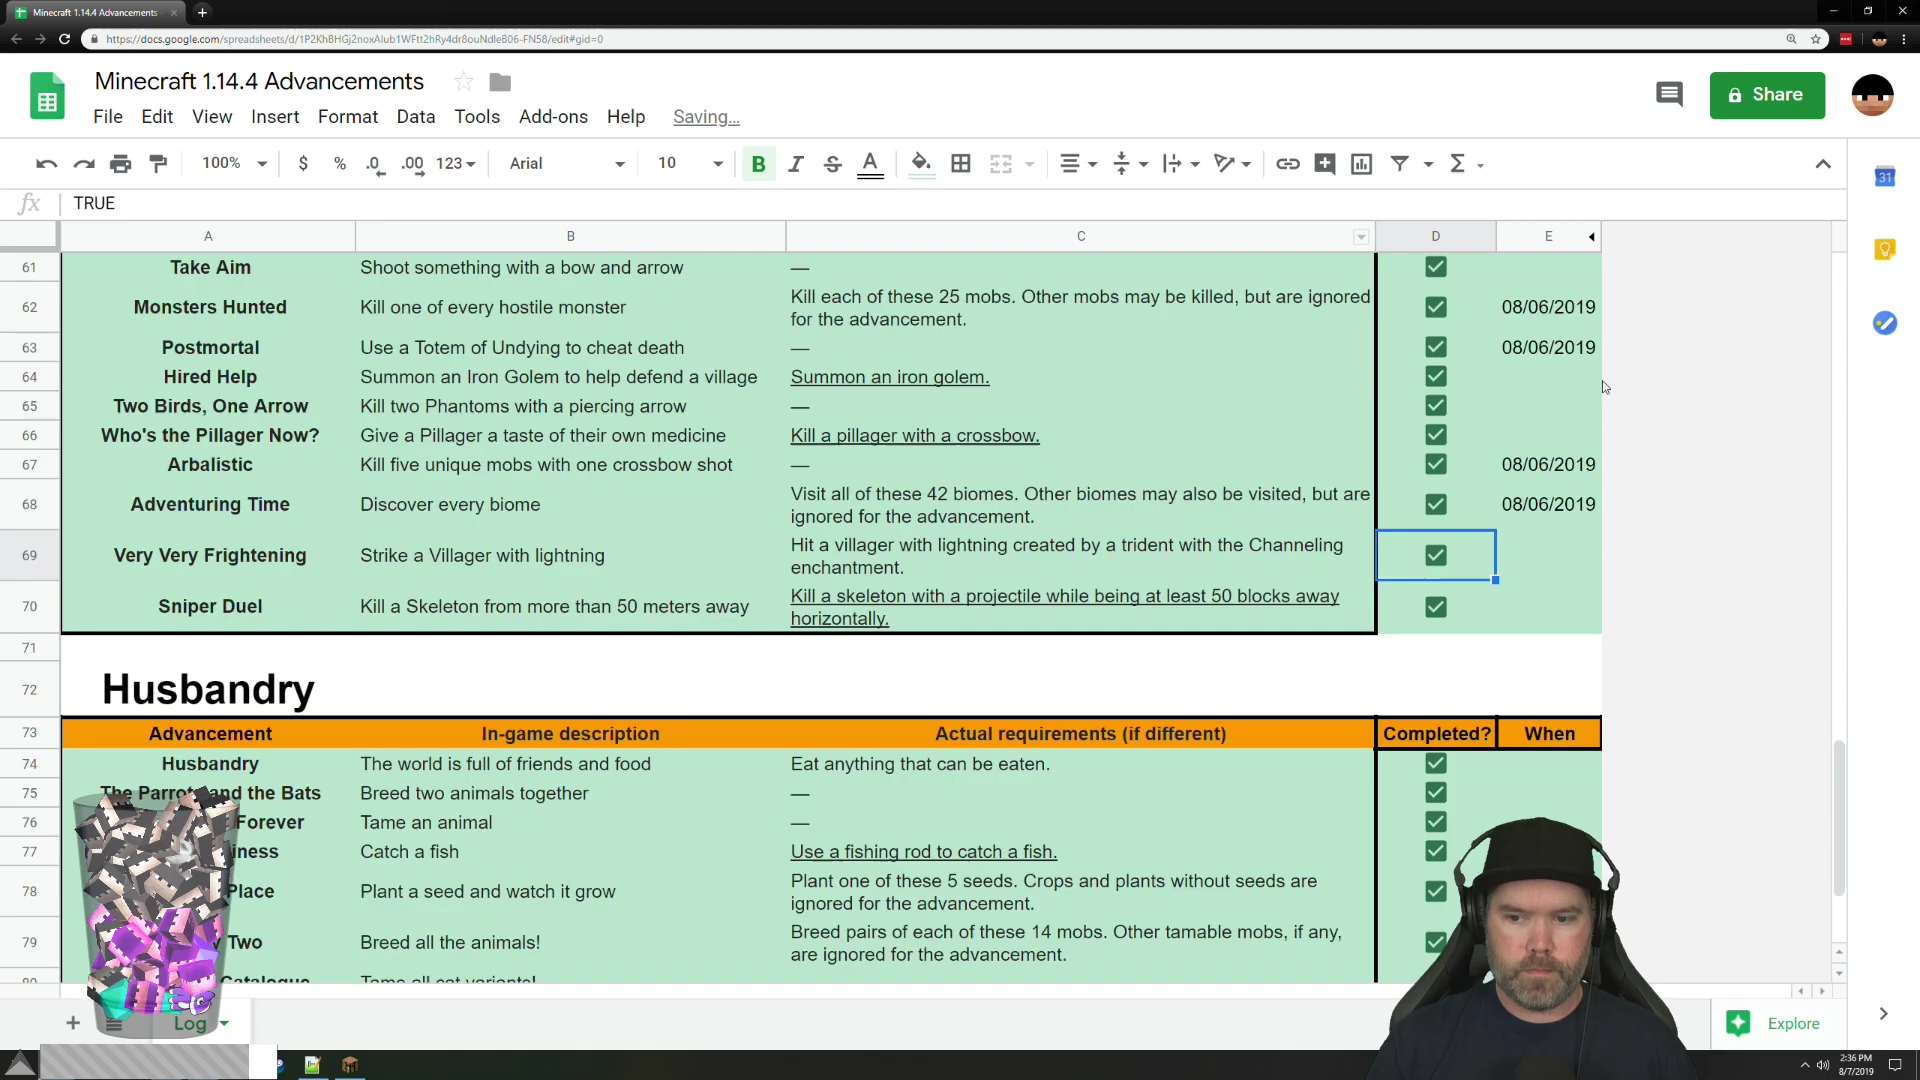 Minecraft 1.14.4 Advancements
https://docs.google.com/spreadsheets/d/1P2KhBHGj2noxAlub1WFtt2hRy4dr8ouNdleB06-FN58/edit#gid=0
Minecraft 1.14.4 Advancements
Share
File Edit View Insert Format Data Tools Add-ons Help Saving...
100% $ % .0 .00 123 Arial 10 B I S A Σ
31
fx TRUE
A B C D E
61 Take Aim Shoot something with a bow and arrow —
62 Monsters Hunted Kill one of every hostile monster Kill each of these 25 mobs. Other mobs may be killed, but are ignored 08/06/2019
for the advancement.
63 Postmortal Use a Totem of Undying to cheat death — 08/06/2019
64 Hired Help Summon an Iron Golem to help defend a village Summon an iron golem.
65 Two Birds, One Arrow Kill two Phantoms with a piercing arrow —
66 Who's the Pillager Now? Give a Pillager a taste of their own medicine Kill a pillager with a crossbow.
67 Arbalistic Kill five unique mobs with one crossbow shot — 08/06/2019
68 Adventuring Time Discover every biome Visit all of these 42 biomes. Other biomes may also be visited, but are 08/06/2019
ignored for the advancement.
69 Very Very Frightening Strike a Villager with lightning Hit a villager with lightning created by a trident with the Channeling
enchantment.
70 Sniper Duel Kill a Skeleton from more than 50 meters away Kill a skeleton with a projectile while being at least 50 blocks away
horizontally.
71
72 Husbandry
73 Advancement In-game description Actual requirements (if different) Completed? When
74 Husbandry The world is full of friends and food Eat anything that can be eaten.
75 The Parrots and the Bats Breed two animals together —
76 Forever Tame an animal —
77 iness Catch a fish Use a fishing rod to catch a fish.
78 Place Plant a seed and watch it grow Plant one of these 5 seeds. Crops and plants without seeds are
ignored for the advancement.
79 Two Breed all the animals! Breed pairs of each of these 14 mobs. Other tamable mobs, if any,
are ignored for the advancement.
80 Catalogue Tame all cat variants!
Log
Explore
2:36 PM
8/7/2019